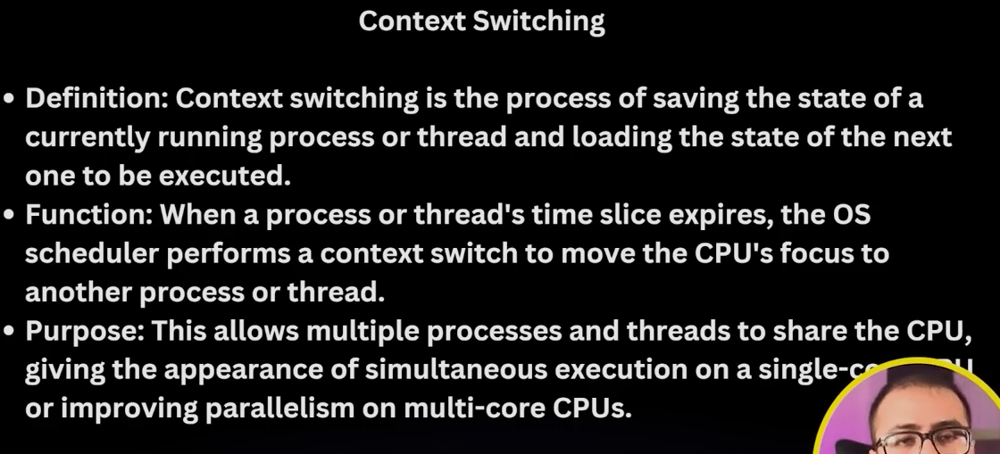 Context Switching
• Definition: Context switching is the process of saving the state of a
currently running process or thread and loading the state of the next
one to be executed.
• Function: When a process or thread's time slice expires, the OS
scheduler performs a context switch to move the CPU's focus to
another process or thread.
• Purpose: This allows multiple processes and threads to share the CPU,
giving the appearance of simultaneous execution on a
or improving parallelism on multi-core CPUs.